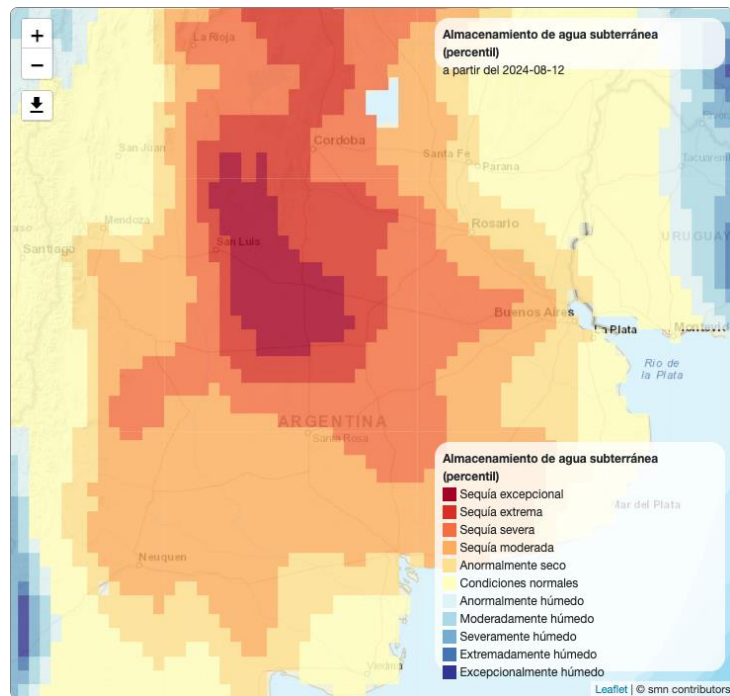 +
−
Almacenamiento de agua subterránea
(percentil)
a partir del 2024-08-12
La Rioja
Cordoba
San Juan
Santa Fe
Parana
Tacuarem
Mendoza
Rosario
URUGUAY
San Luis
Santiago
Buenos Aires
La Plata
Montevid
Rio de
la Plata
ARGENTINA
Santa Rosa
Mar del Plata
Neuquen
Viedma
Almacenamiento de agua subterránea
(percentil)
Sequía excepcional
Sequía extrema
Sequía severa
Sequía moderada
Anormalmente seco
Condiciones normales
Anormalmente húmedo
Moderadamente húmedo
Severamente húmedo
Extremadamente húmedo
Excepcionalmente húmedo
Leaflet | © smn contributors